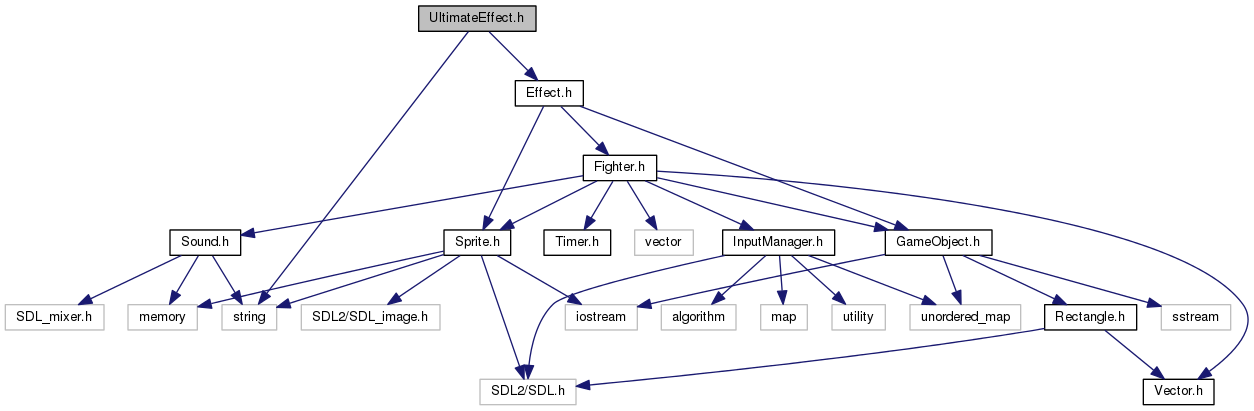 UltimateEffect.h
Effect.h
Fighter.h
Sound.h
Sprite.h
Timer.h
vector
InputManager.h
GameObject.h
SDL_mixer.h
memory
string
SDL2/SDL_image.h
iostream
algorithm
map
utility
unordered_map
Rectangle.h
sstream
SDL2/SDL.h
Vector.h